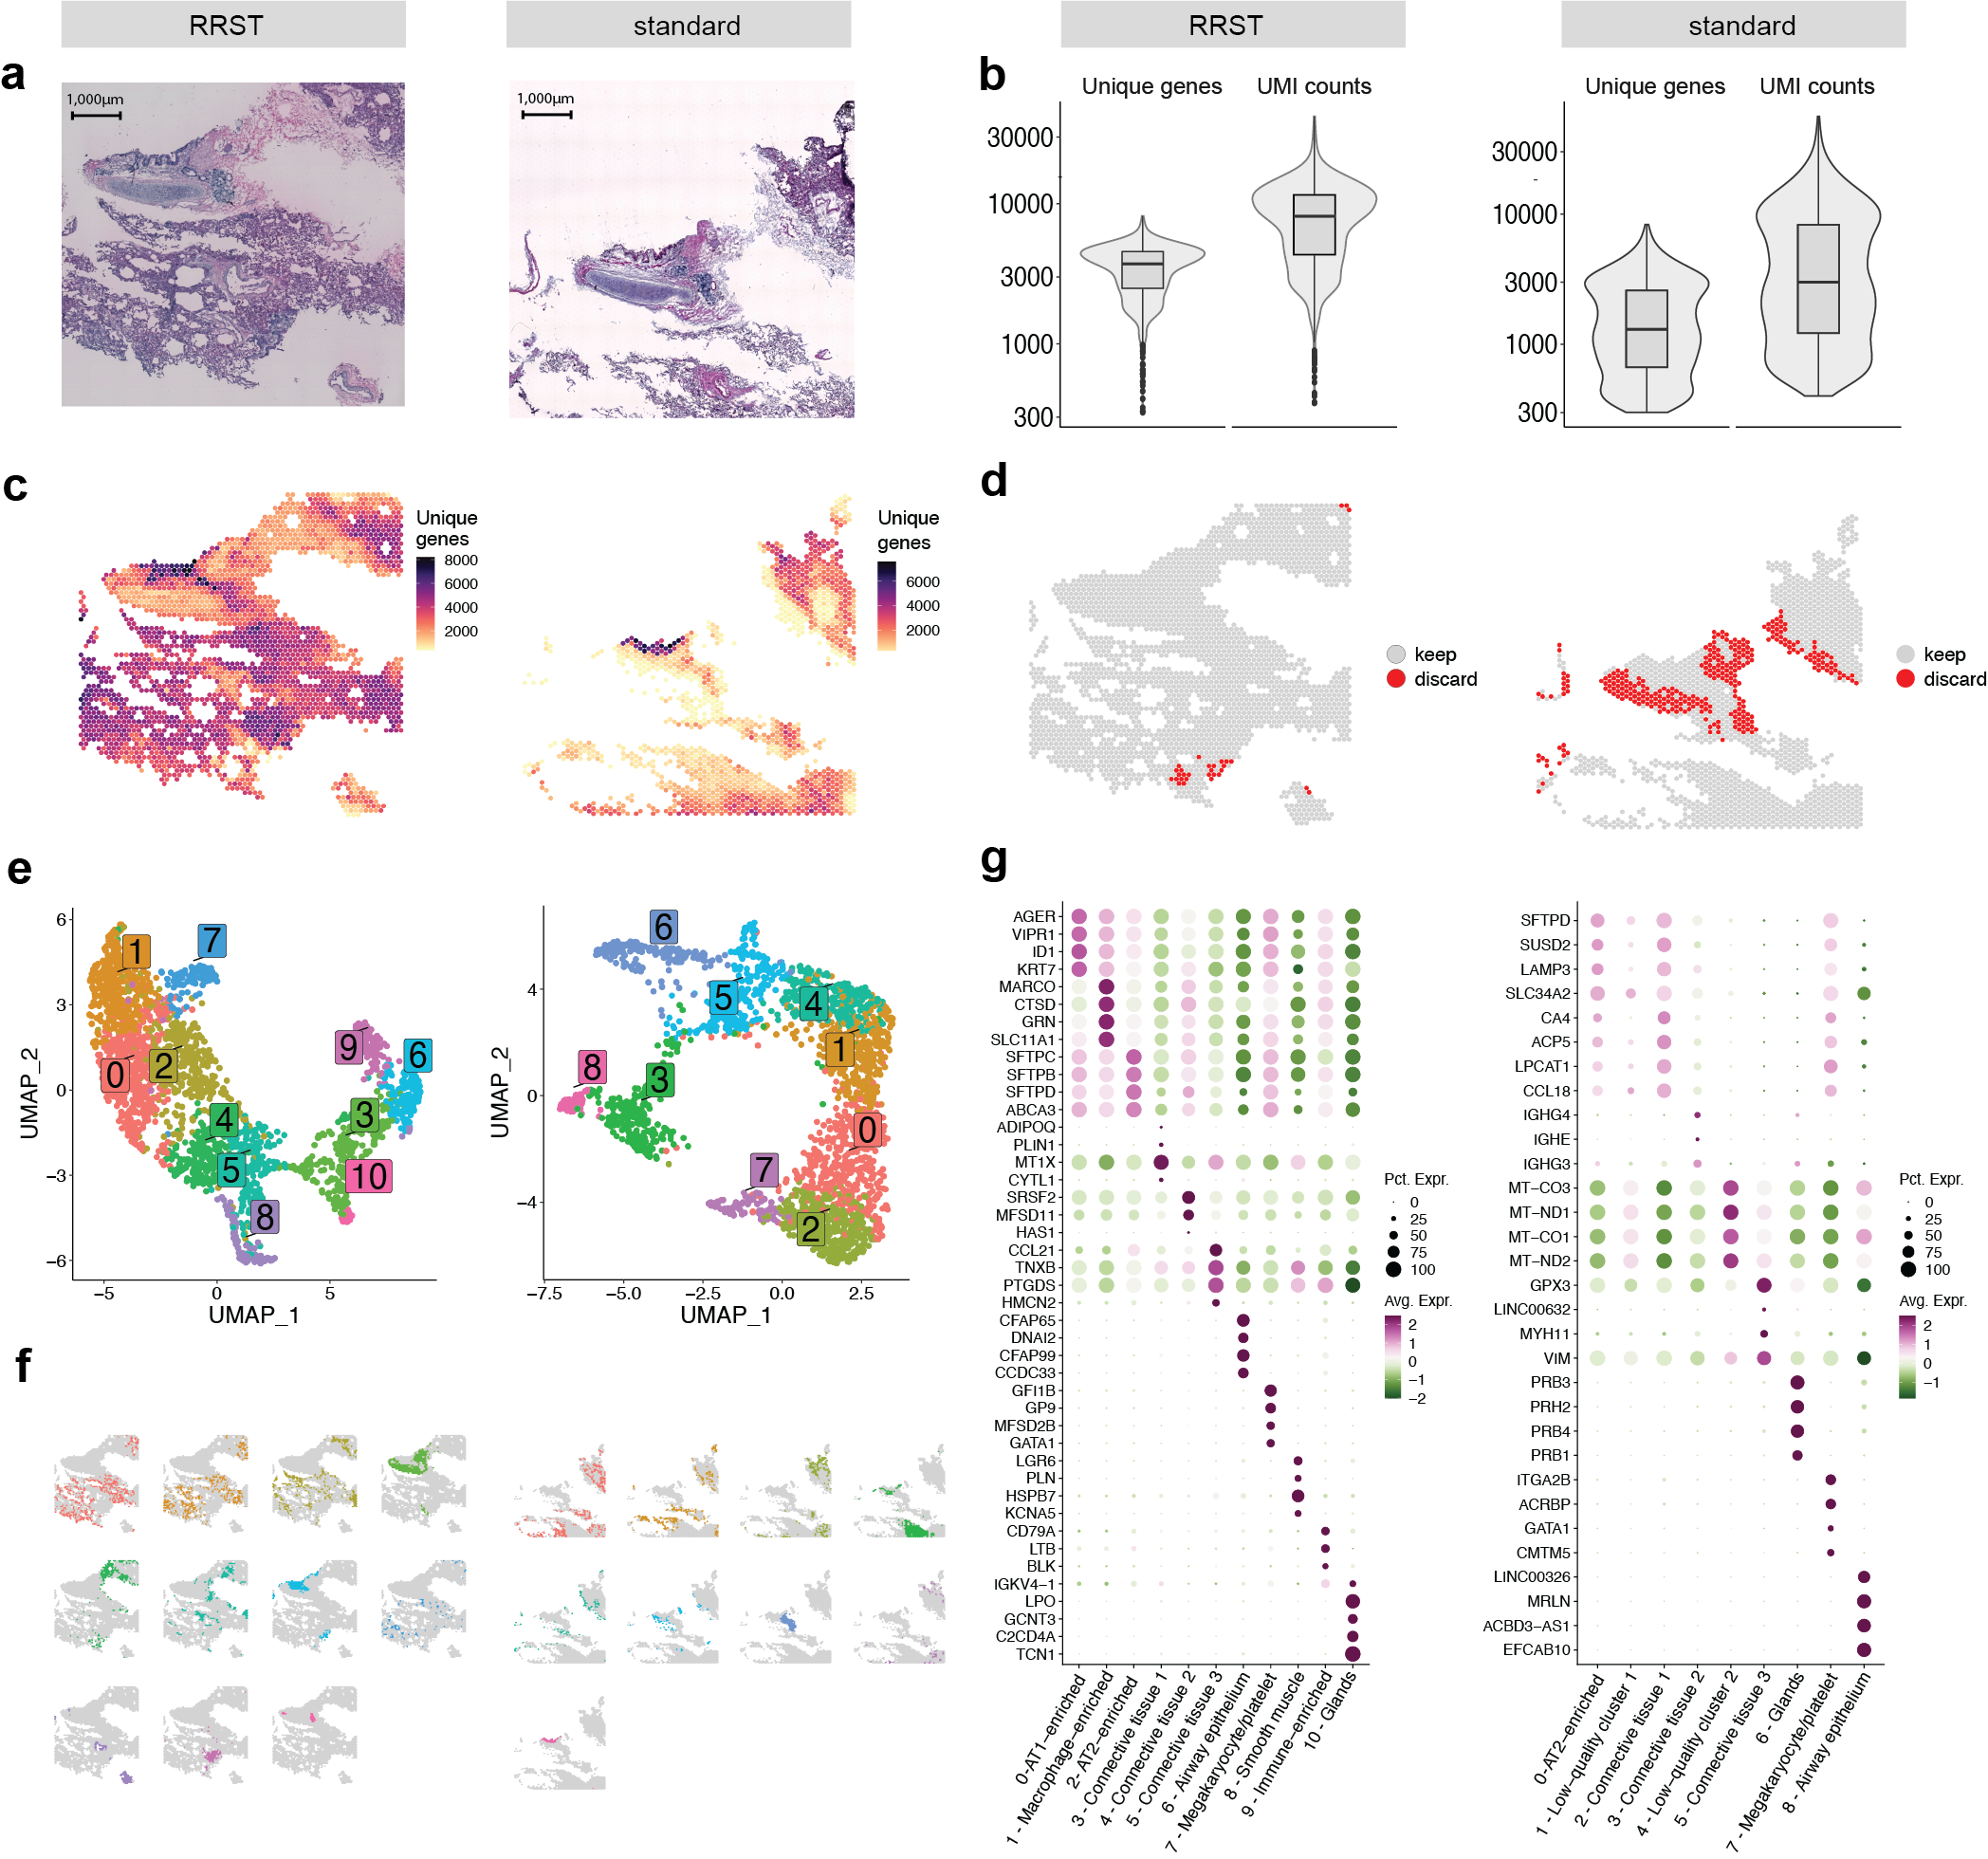 RRST
standard
RRST
standard
a
1,000µm
1,000µm
b
Unique genes
UMI counts
30000
10000
3000
1000
300
Unique genes
UMI counts
30000
10000
3000
1000
300
c
Unique
genes
8000
6000
4000
2000
Unique
genes
6000
4000
2000
d
keep
discard
keep
discard
e
6
3
0
−3
−6
−5
0
5
UMAP_1
UMAP_2
1
7
0
2
9
6
4
3
5
10
8
4
0
−4
−7.5
−5.0
−2.5
0.0
2.5
UMAP_1
UMAP_2
6
5
4
1
8
3
0
7
2
f
g
AGER
VIPR1
ID1
KRT7
MARCO
CTSD
GRN
SLC11A1
SFTPC
SFTPB
SFTPD
ABCA3
ADIPOQ
PLIN1
MT1X
CYTL1
SRSF2
MFSD11
HAS1
CCL21
TNXB
PTGDS
HMCN2
CFAP65
DNAI2
CFAP99
CCDC33
GFI1B
GP9
MFSD2B
GATA1
LGR6
PLN
HSPB7
KCNA5
CD79A
LTB
BLK
IGKV4−1
LPO
GCNT3
C2CD4A
TCN1
0-AT1−enriched
1 - Macrophage−enriched
2- AT2−enriched
3 - Connective tissue 1
4 - Connective tissue 2
5 - Connective tissue 3
6 - Airway epithelium
7 - Megakaryocyte/platelet
8 - Smooth muscle
9 - Immune−enriched
10 - Glands
Pct. Expr.
0
25
50
75
100
Avg. Expr.
2
1
0
−1
−2
SFTPD
SUSD2
LAMP3
SLC34A2
CA4
ACP5
LPCAT1
CCL18
IGHG4
IGHE
IGHG3
MT−CO3
MT−ND1
MT−CO1
MT−ND2
GPX3
LINC00632
MYH11
VIM
PRB3
PRH2
PRB4
PRB1
ITGA2B
ACRBP
GATA1
CMTM5
LINC00326
MRLN
ACBD3−AS1
EFCAB10
0-AT2−enriched
1 - Low−quality cluster 1
2 - Connective tissue 1
3 - Connective tissue 2
4 - Low−quality cluster 2
5 - Connective tissue 3
6 - Glands
7 - Megakaryocyte/platelet
8 - Airway epithelium
Pct. Expr.
0
25
50
75
100
Avg. Expr.
2
1
0
−1